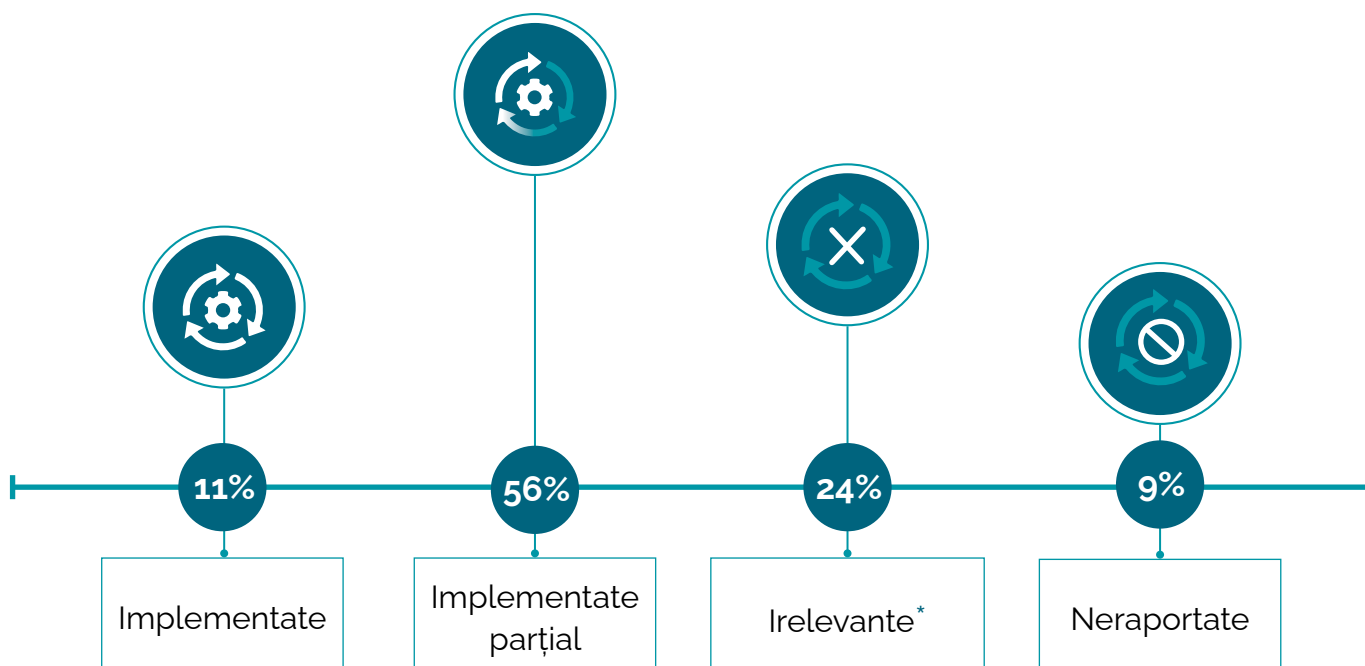 11%
56%
24%
9%
Implementate
Implementate
parțial
Irelevante*
Neraportate